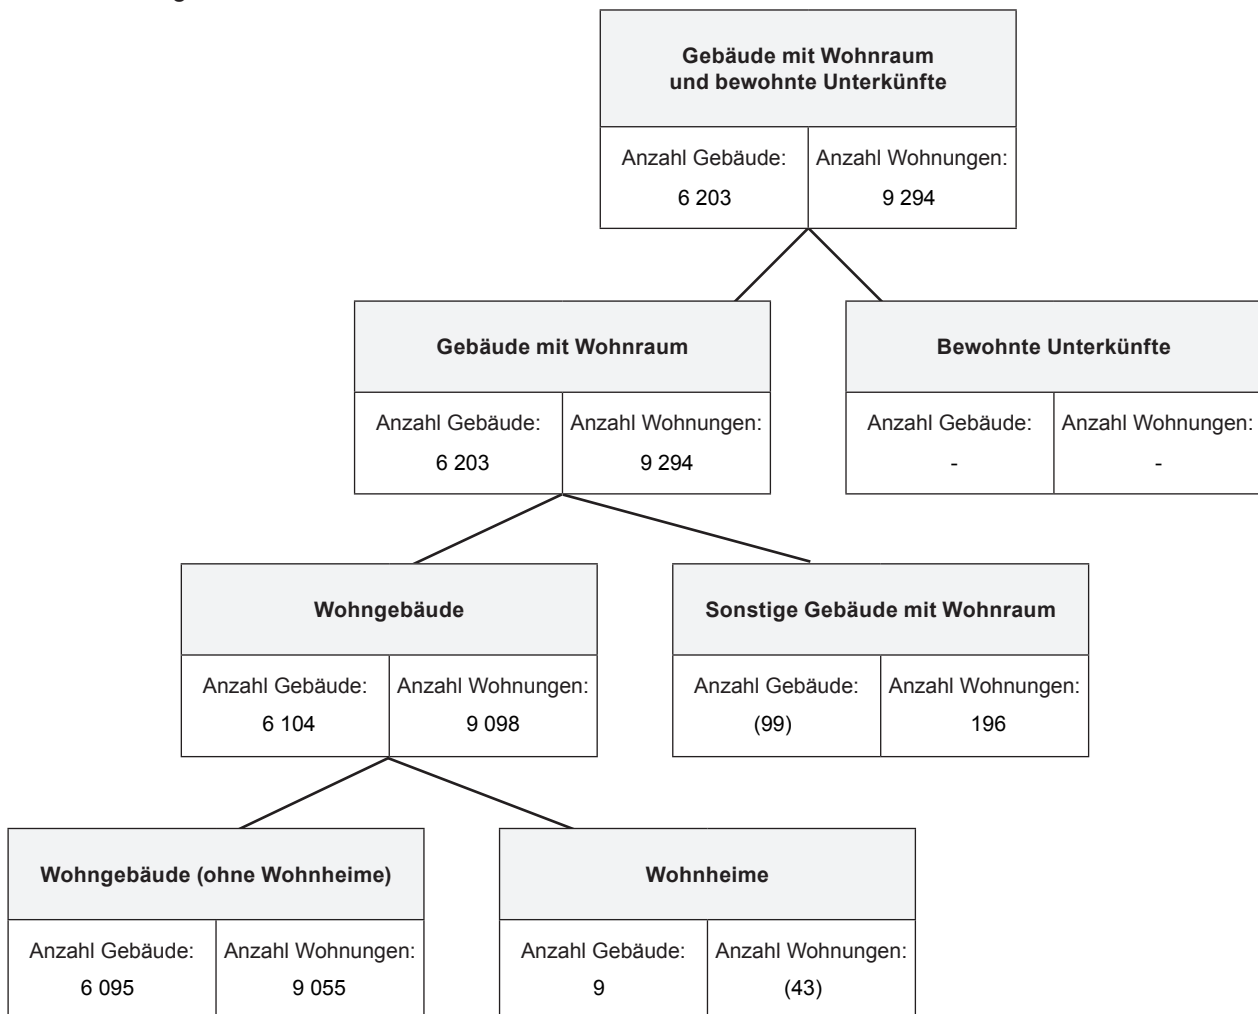 Gebäude mit Wohnraum
und bewohnte Unterkünfte
Anzahl Gebäude: Anzahl Wohnungen:
6 203 9 294
Gebäude mit Wohnraum
Bewohnte Unterkünfte
Anzahl Gebäude: Anzahl Wohnungen:
6 203 9 294
Anzahl Gebäude: Anzahl Wohnungen:
- -
Wohngebäude
Sonstige Gebäude mit Wohnraum
Anzahl Gebäude: Anzahl Wohnungen:
6 104 9 098
Anzahl Gebäude: Anzahl Wohnungen:
(99) 196
Wohngebäude (ohne Wohnheime)
Wohnheime
Anzahl Gebäude: Anzahl Wohnungen:
6 095 9 055
Anzahl Gebäude: Anzahl Wohnungen:
9 (43)